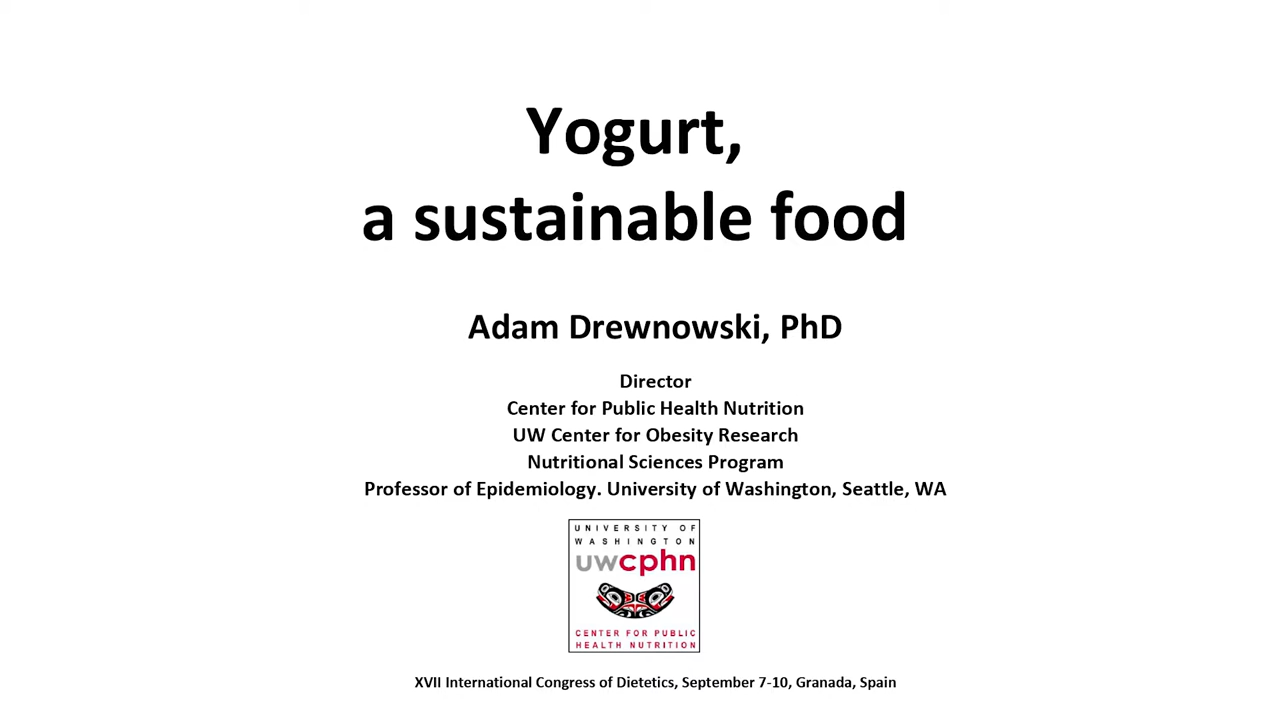 Yogurt,
a sustainable food
Adam Drewnowski, PhD
Director
Center for Public Health Nutrition
UW Center for Obesity Research
Nutritional Sciences Program
Professor of Epidemiology. University of Washington, Seattle, WA
UNIVERSITY OF
WASHINGTON
uwcphn
CENTER FOR PUBLIC
HEALTH NUTRITION
XVII International Congress of Dietetics, September 7-10, Granada, Spain